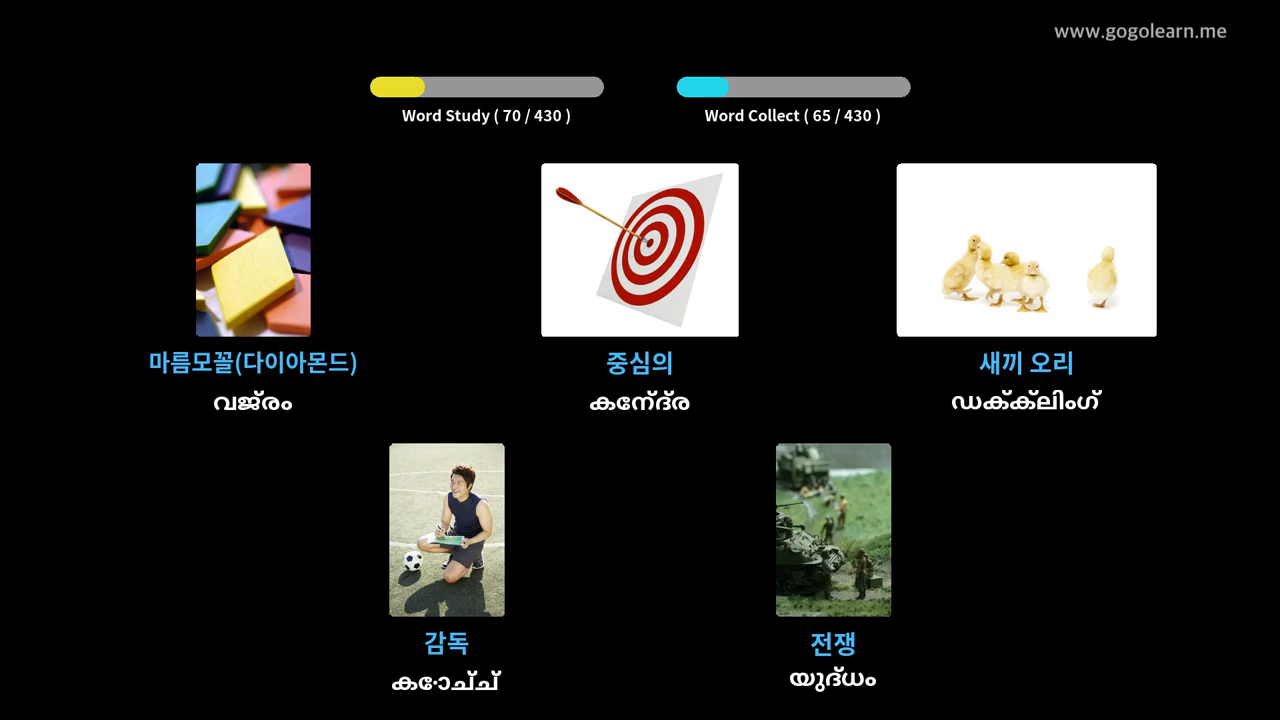 www.gogolearn.me
Word Study ( 70 / 430 )
Word Collect ( 65 / 430 )
마름모꼴(다이아몬드)
വജ്രം
중심의
കേന്ദ്ര
새끼 오리
ഡക്ക്ലിംഗ്
감독
കോച്ച്
전쟁
യുദ്ധം